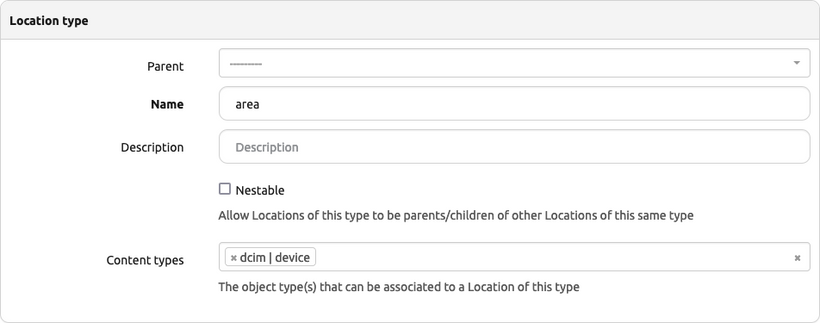 Location type
Parent
---------
Name
area
Description
Description
Nestable
Allow Locations of this type to be parents/children of other Locations of this same type
Content types
× dcim | device ×
The object type(s) that can be associated to a Location of this type